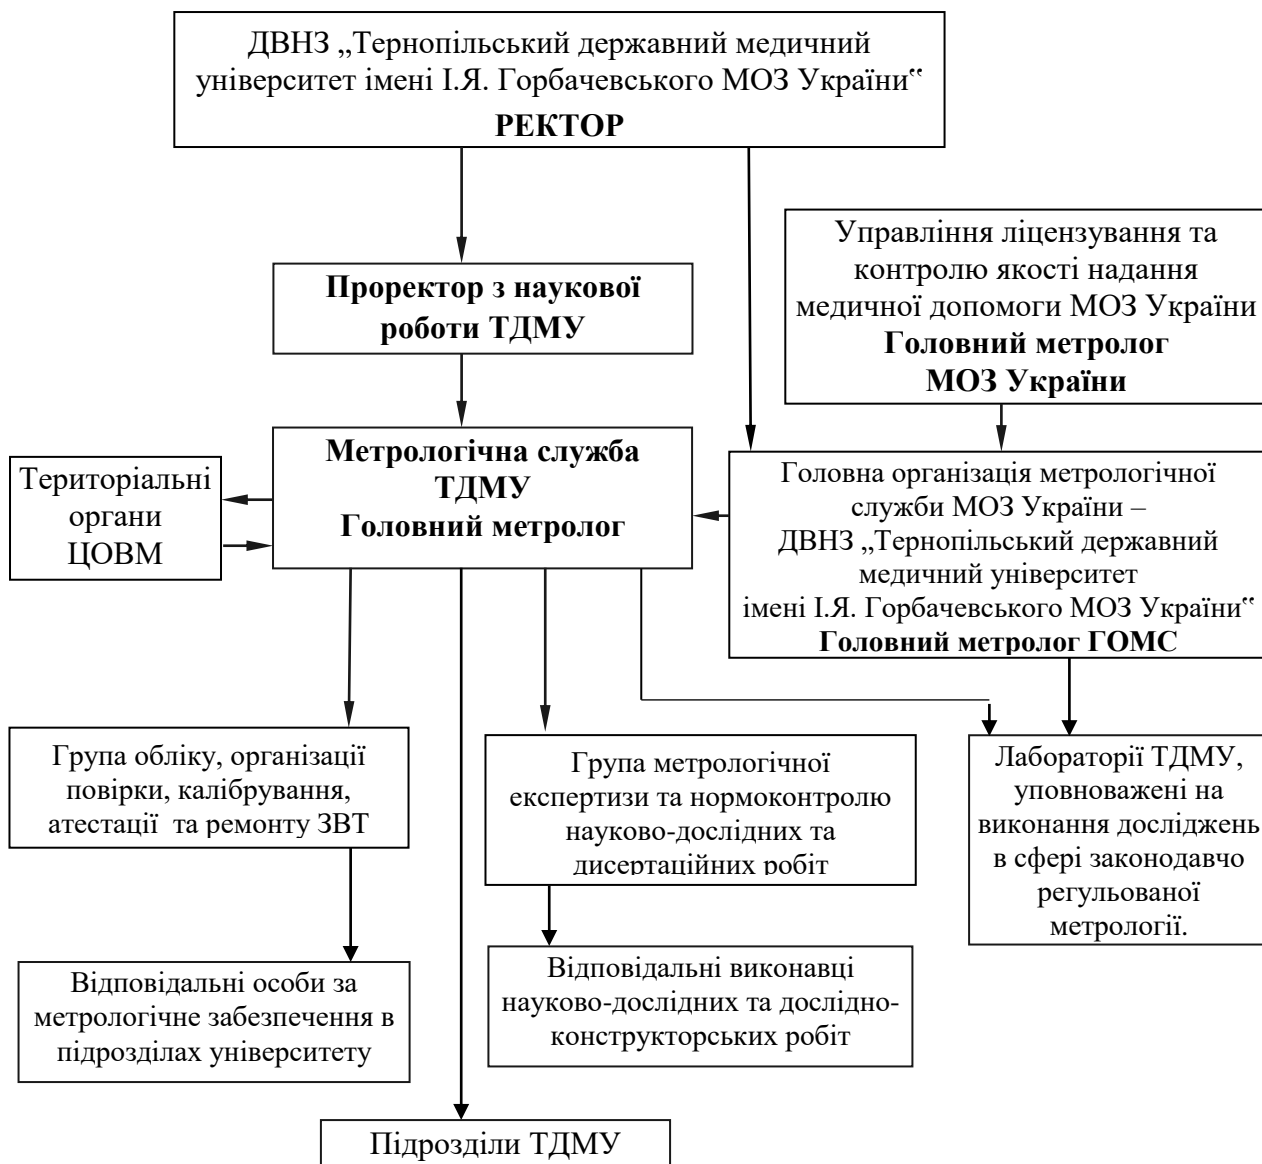 ДВНЗ „Тернопільський державний медичний
університет імені І.Я. Горбачевського МОЗ України“
РЕКТОР
Управління ліцензування та
контролю якості надання
медичної допомоги МОЗ України
Головний метролог
МОЗ України
Проректор з наукової
роботи ТДМУ
Метрологічна служба
ТДМУ
Головний метролог
Територіальні
органи
ЦОВМ
Головна організація метрологічної
служби МОЗ України –
ДВНЗ „Тернопільський державний
медичний університет
імені І.Я. Горбачевського МОЗ України“
Головний метролог ГОМС
Група обліку, організації
повірки, калібрування,
атестації та ремонту ЗВТ
Група метрологічної
експертизи та нормоконтролю
науково-дослідних та
дисертаційних робіт
Лабораторії ТДМУ,
уповноважені на
виконання досліджень
в сфері законодавчо
регульованої
метрології.
Відповідальні особи за
метрологічне забезпечення в
підрозділах університету
Відповідальні виконавці
науково-дослідних та дослідно-
конструкторських робіт
Підрозділи ТДМУ